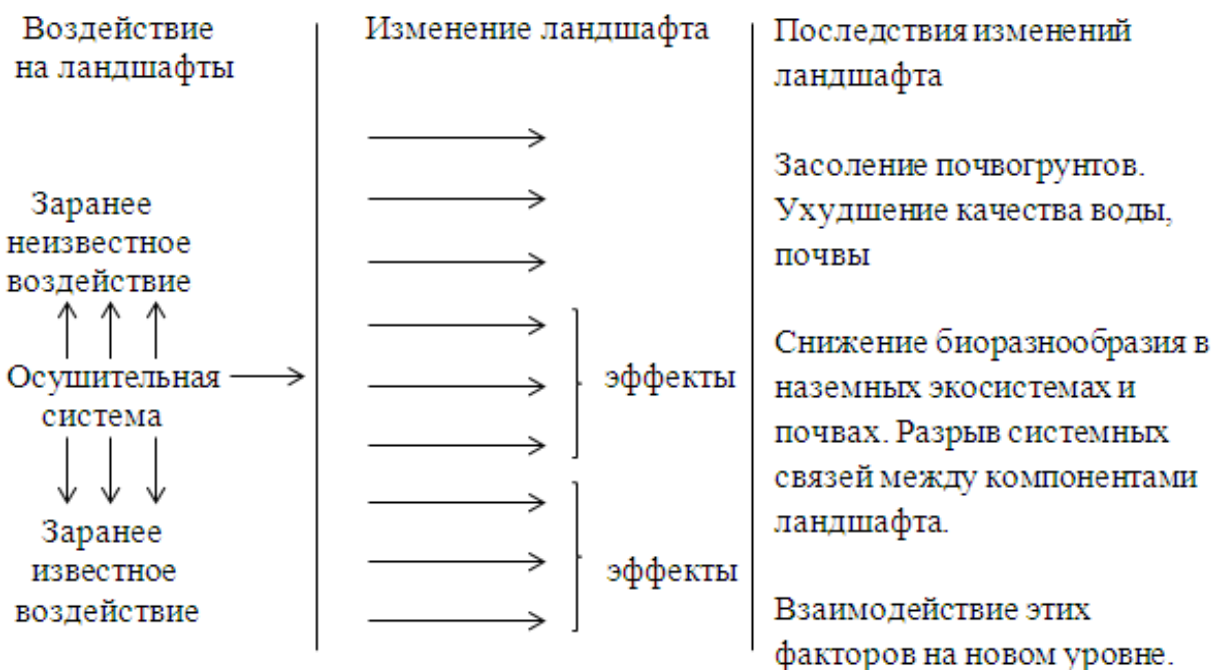 Воздействие
на ландшафты
Заранее
неизвестное
воздействие
Осушительная
система
Заранее
известное
воздействие
Изменение ландшафта
эффекты
эффекты
Последствия изменений
ландшафта
Засоление почвогрунтов.
Ухудшение качества воды,
почвы
Снижение биоразнообразия в
наземных экосистемах и
почвах. Разрыв системных
связей между компонентами
ландшафта.
Взаимодействие этих
факторов на новом уровне.